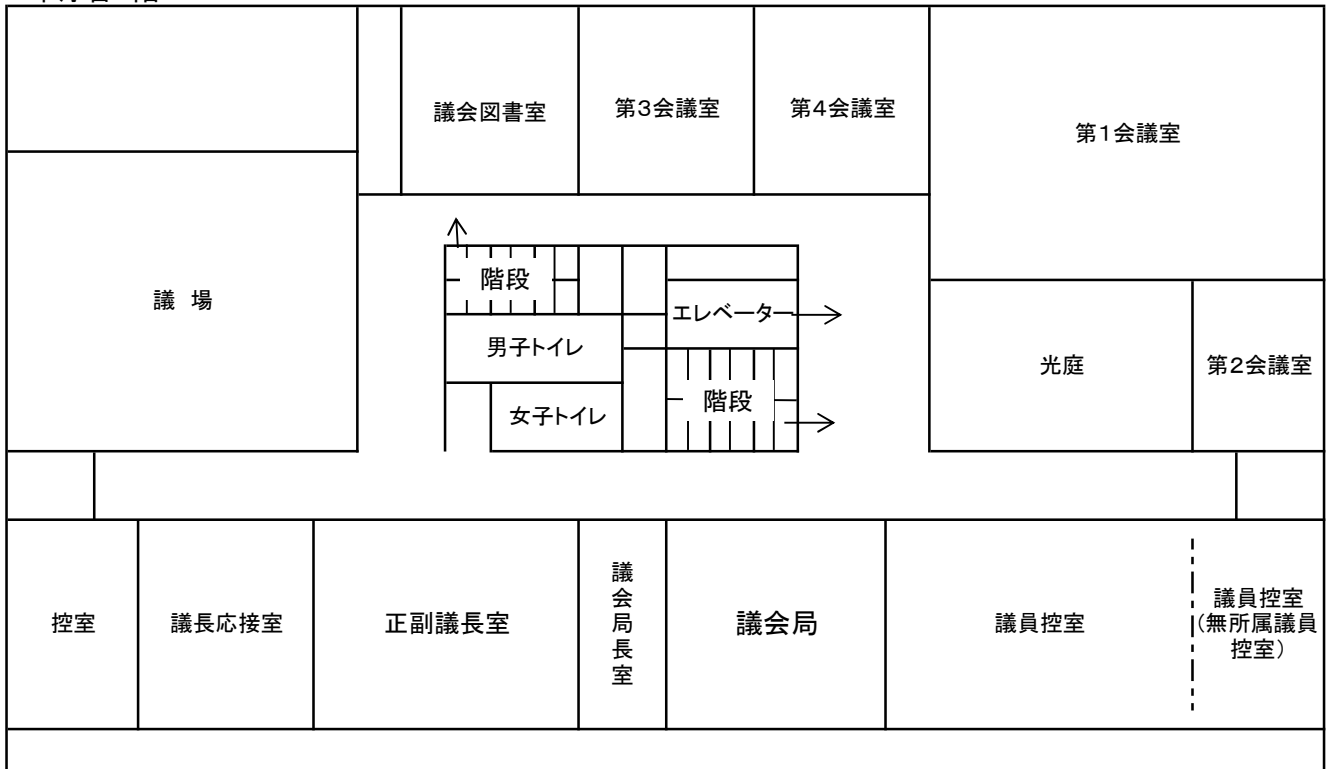 議会図書室
第3会議室
第4会議室
第1会議室
階段
議 場
エレベーター
男子トイレ
光庭
第2会議室
階段
女子トイレ
控室
議長応接室
正副議長室
議
会
局
長
室
議会局
議員控室
議員控室
(無所属議員
控室)